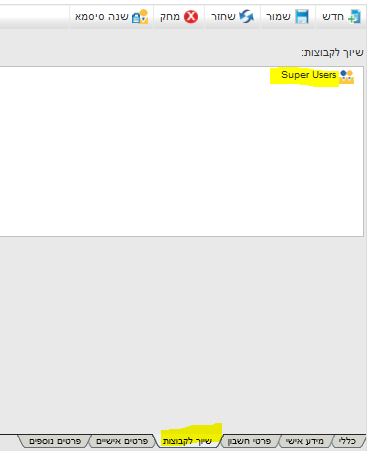 חדש שמור שחזר מחק שנה סיסמא
שיוך לקבוצות:
Super Users
כללי מידע אישי פרטי חשבון שיוך לקבוצות פרטים אישיים פרטים נוספים